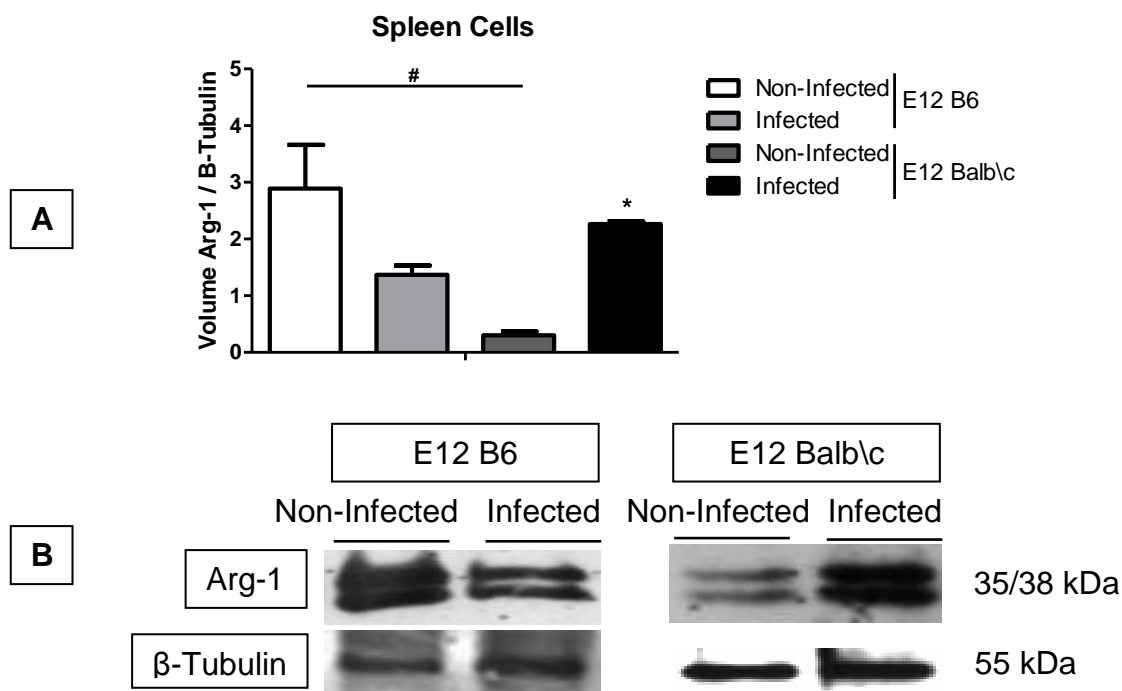 Spleen Cells
Volume Arg-1 / B-Tubulin
5
4
3
2
1
0
#
*
Non-Infected
Infected
E12 B6
Non-Infected
Infected
E12 Balb\c
A
E12 B6
E12 Balb\c
Non-Infected Infected Non-Infected Infected
B
Arg-1
35/38 kDa
β-Tubulin
55 kDa